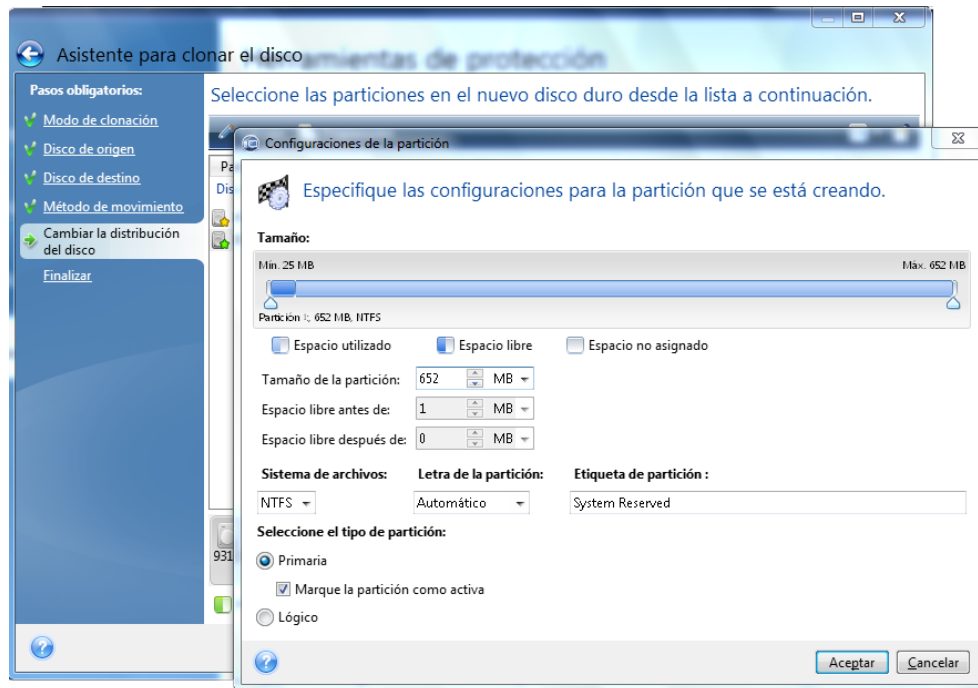 Asistente para clonar el disco
Herramientas de protección
Pasos obligatorios:
Modo de clonación
Disco de origen
Disco de destino
Método de movimiento
Cambiar la distribución
del disco
Finalizar
Seleccione las particiones en el nuevo disco duro desde la lista a continuación.
Pa
Dis
931
Configuraciones de la partición
Especifique las configuraciones para la partición que se está creando.
Tamaño:
Mín. 25 MB
Máx. 652 MB
Partición I:, 652 MB, NTFS
Espacio utilizado
Espacio libre
Espacio no asignado
Tamaño de la partición: 652 MB
Espacio libre antes de: 1 MB
Espacio libre después de: 0 MB
Sistema de archivos: Letra de la partición: Etiqueta de partición :
NTFS Automático System Reserved
Seleccione el tipo de partición:
Primaria
Marque la partición como activa
Lógico
Aceptar Cancelar